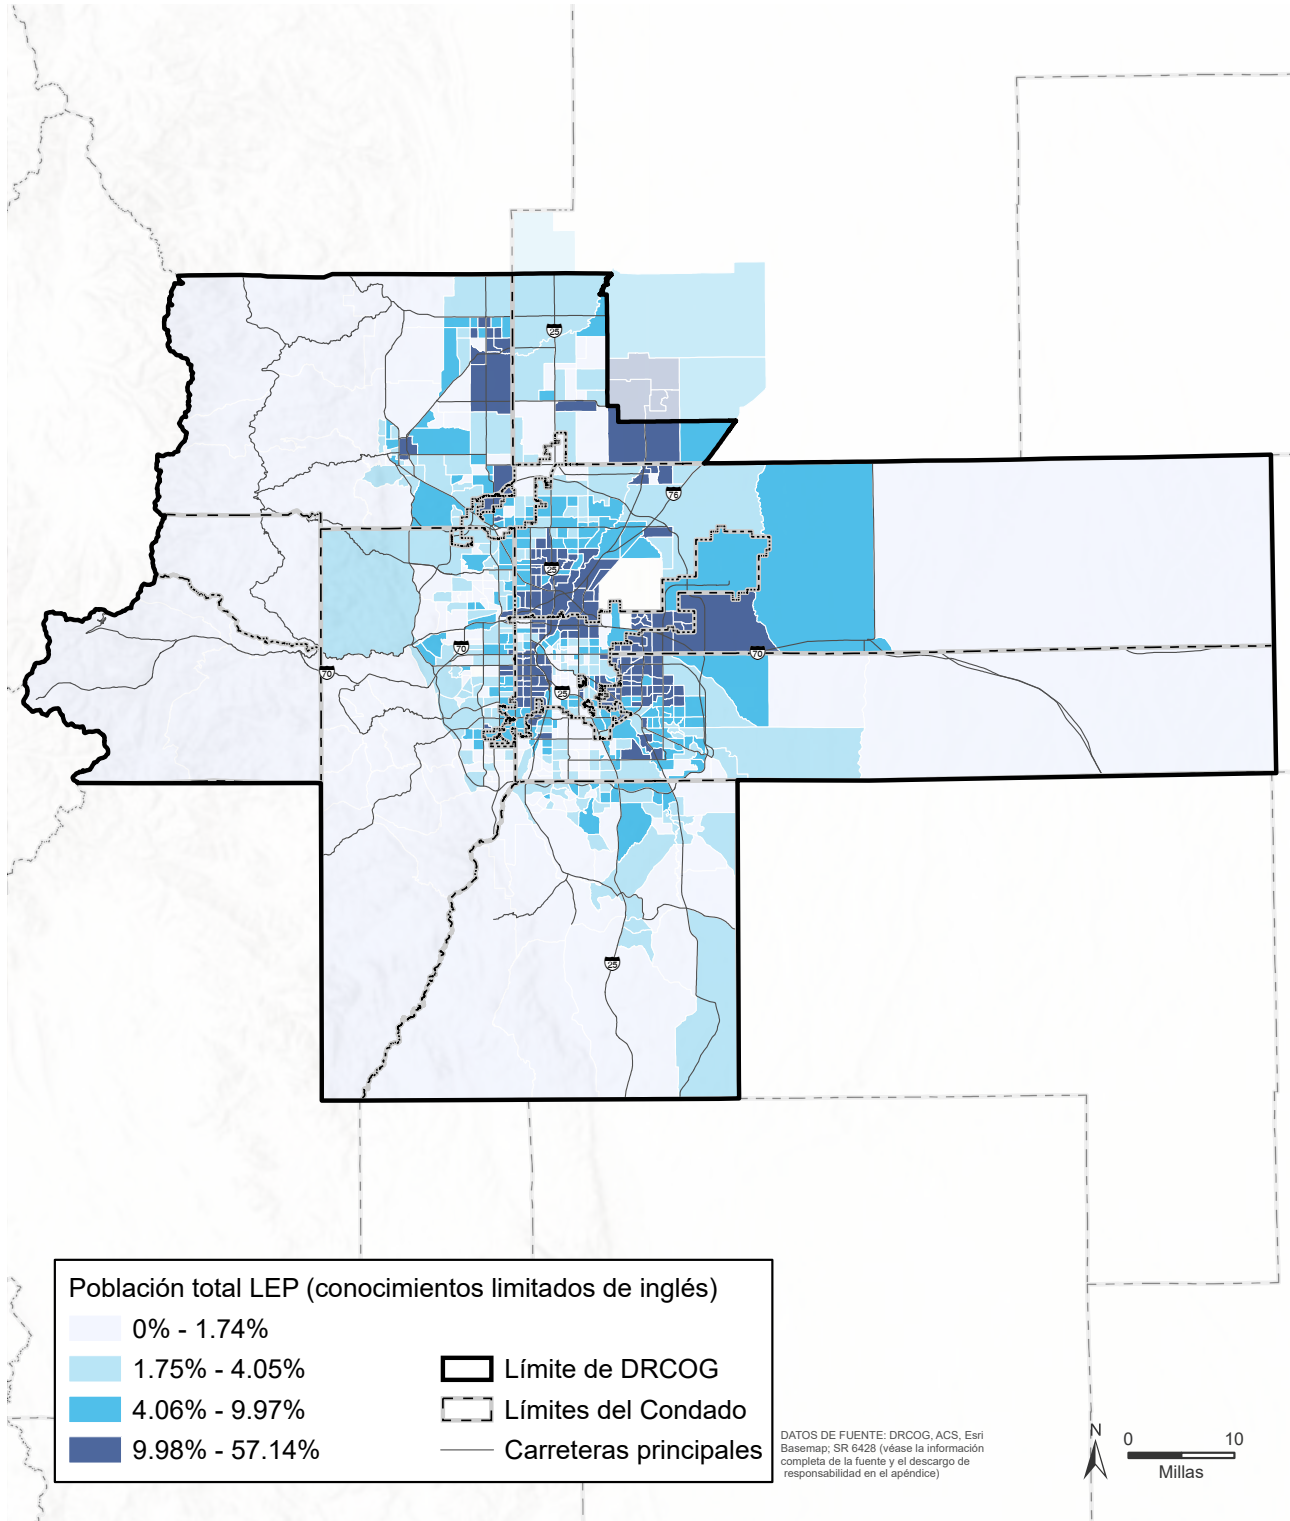 25
76
25
70
70
70
25
25
Población total LEP (conocimientos limitados de inglés)
0% - 1.74%
1.75% - 4.05%
4.06% - 9.97%
9.98% - 57.14%
Límite de DRCOG
Límites del Condado
Carreteras principales
DATOS DE FUENTE: DRCOG, ACS, Esri
Basemap; SR 6428 (véase la información
completa de la fuente y el descargo de
responsabilidad en el apéndice)
N
0 10
Millas